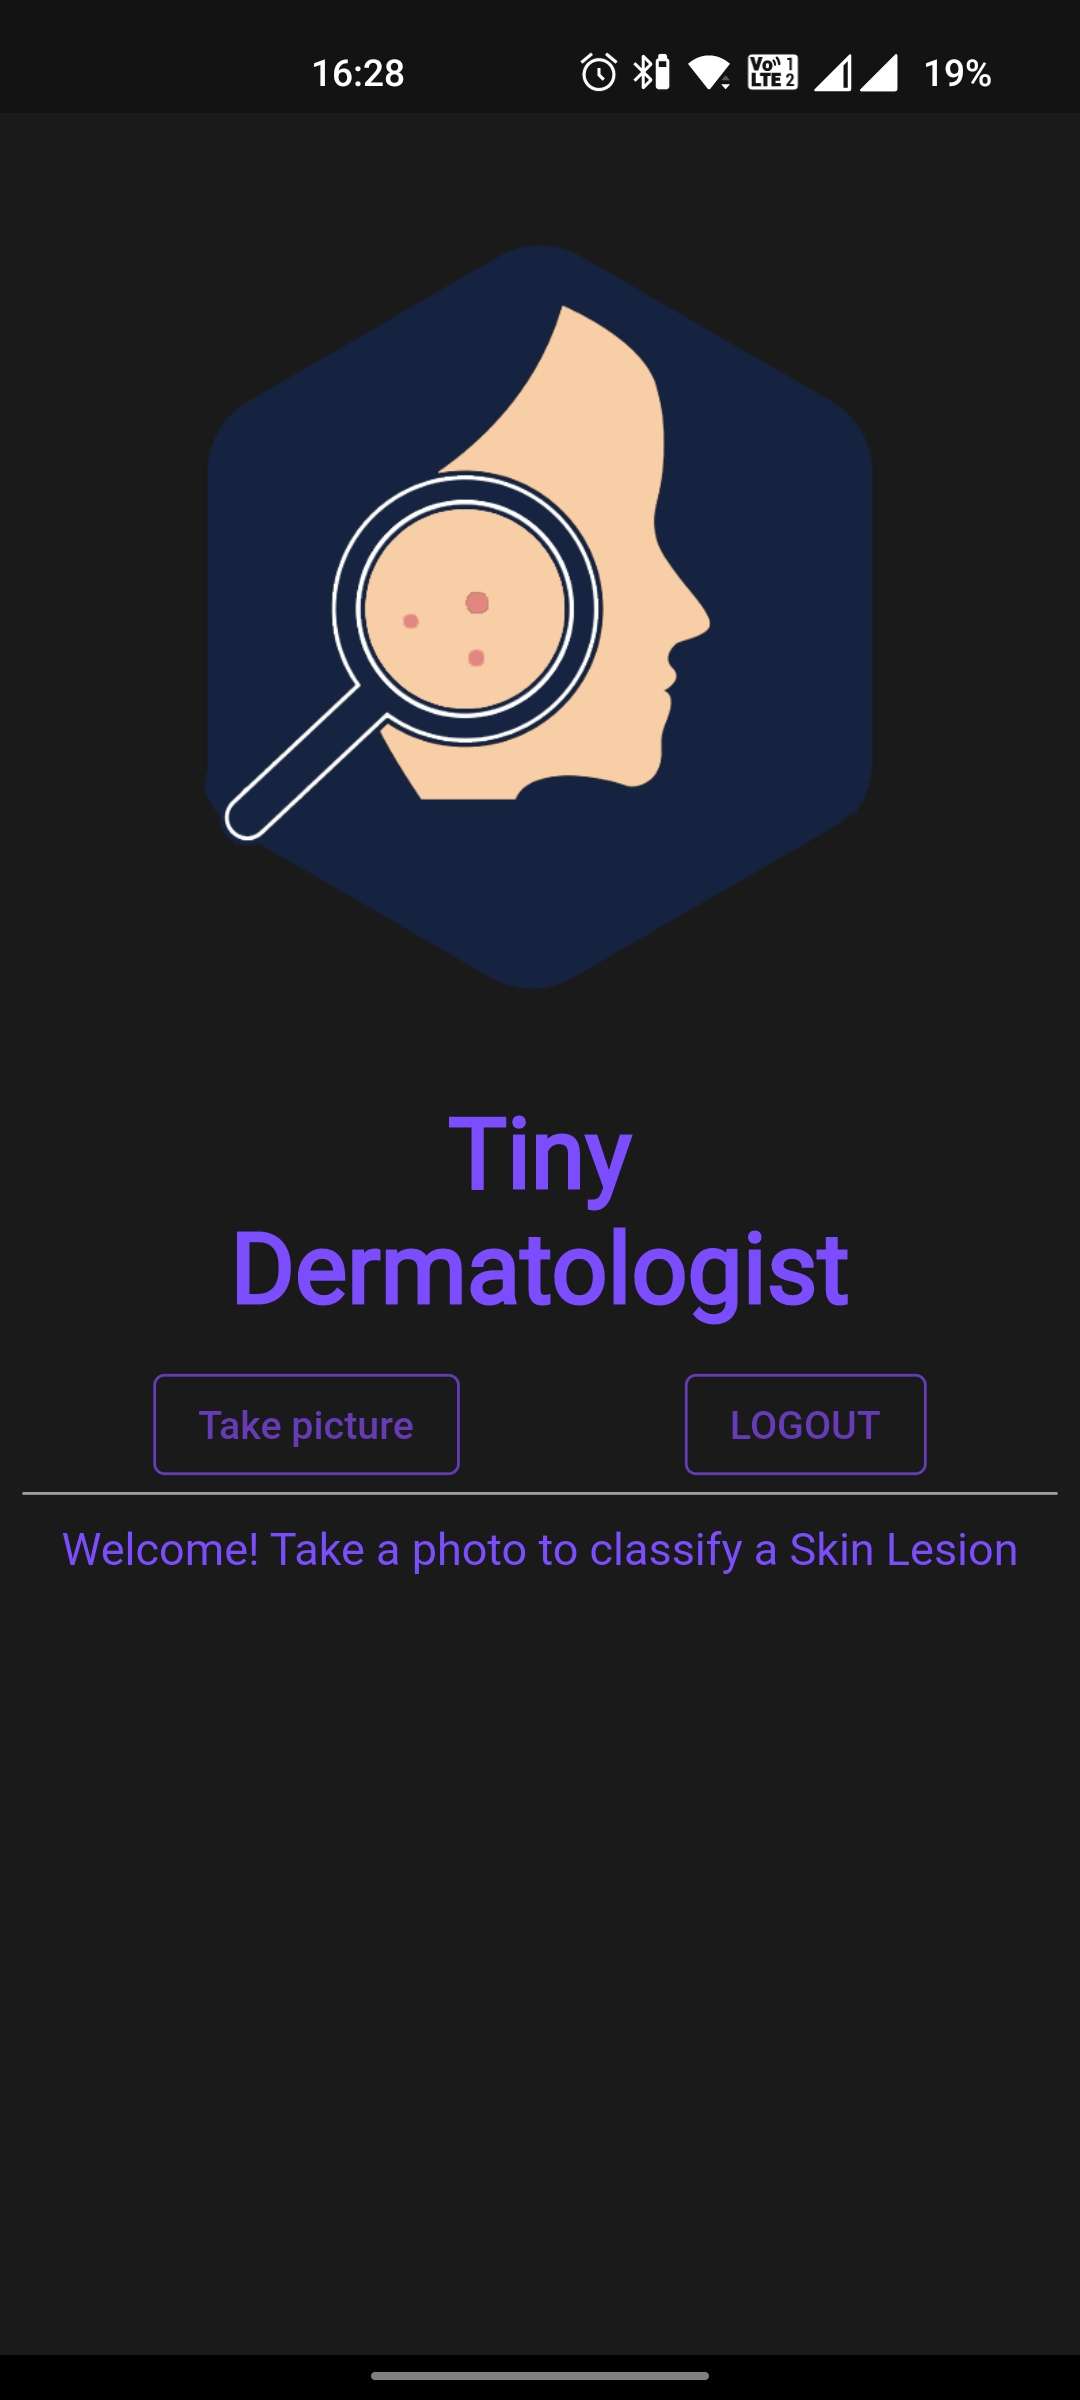 16:28 Vo)) 1 LTE 2 19%
Tiny
Dermatologist
Take picture LOGOUT
Welcome! Take a photo to classify a Skin Lesion